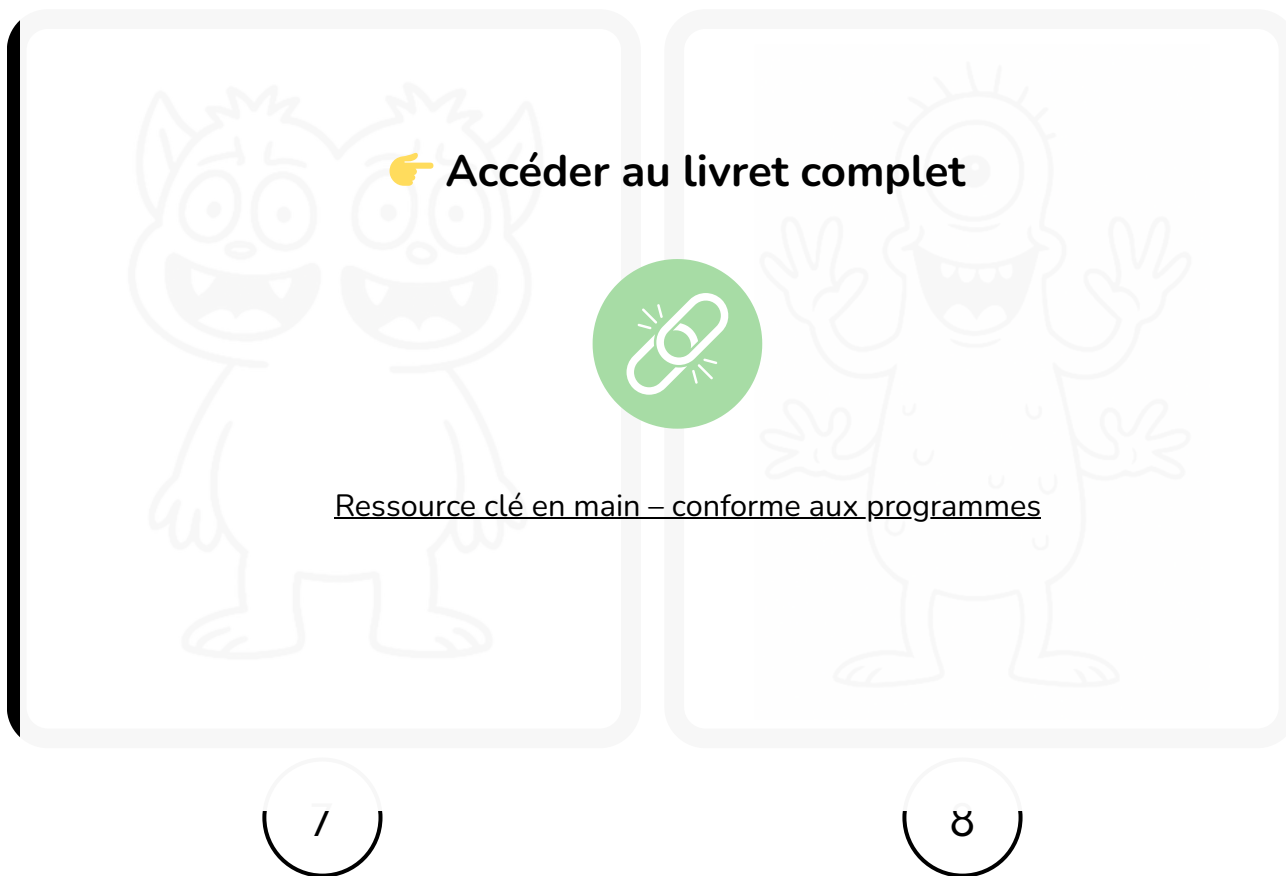 👉 Accéder au livret complet
Ressource clé en main – conforme aux programmes
7
8